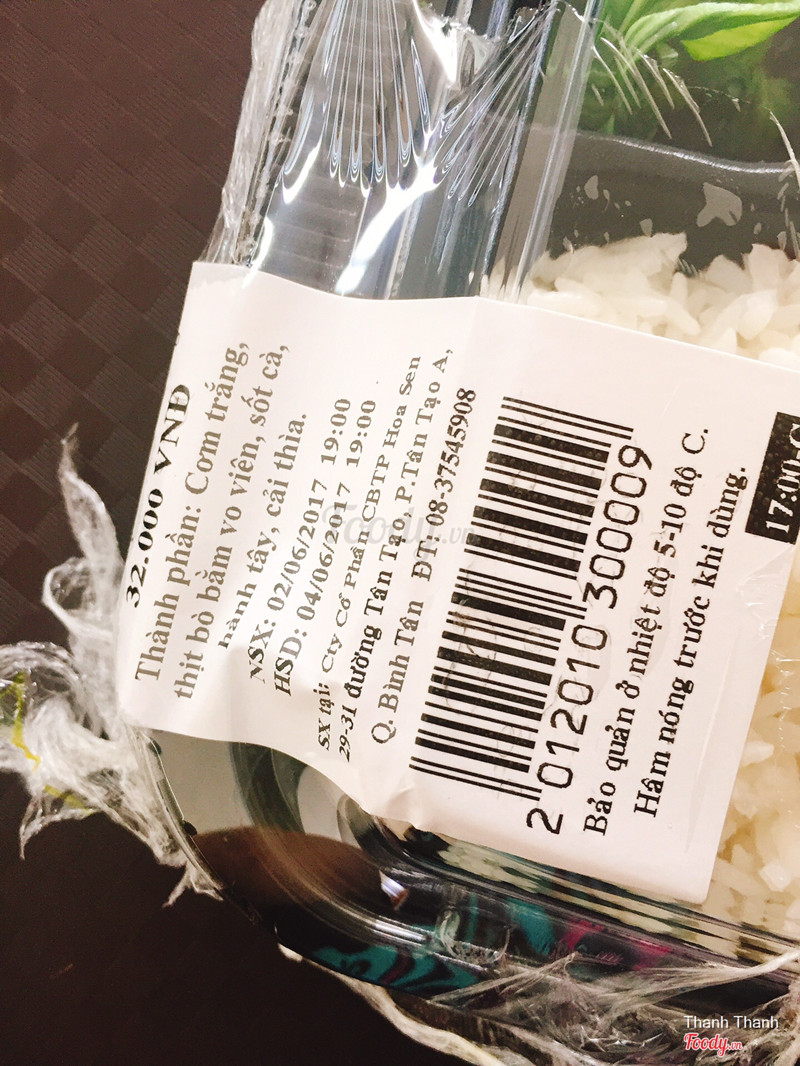 32.000 VNĐ
Thành phần: Cơm trắng,
thịt bò bằm vo viên, sốt cà,
hành tây, cải thìa.
NSX: 02/06/2017 19:00
HSD: 04/06/2017 19:00
SX tại: Cty Cổ Phần CBTP Hoa Sen
29-31 đường Tân Tạo, P.Tân Tạo A,
Q. Bình Tân ĐT: 08-37545908
2 012010 300009
Bảo quản ở nhiệt độ 5-10 độ C.
Hâm nóng trước khi dùng.
17:00-C
Foody.vn
Thanh Thanh
Foody.vn